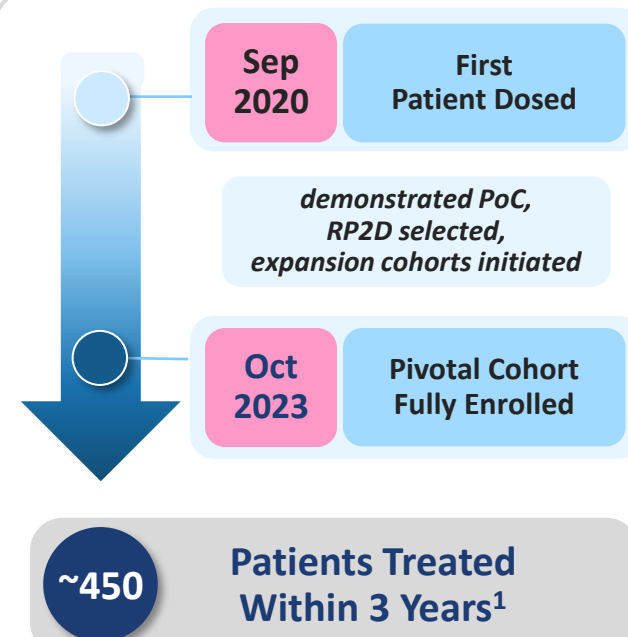 Sep
2020
First
Patient Dosed
demonstrated PoC,
RP2D selected,
expansion cohorts initiated
Oct
2023
Pivotal Cohort
Fully Enrolled
~450
Patients Treated
Within 3 Years¹